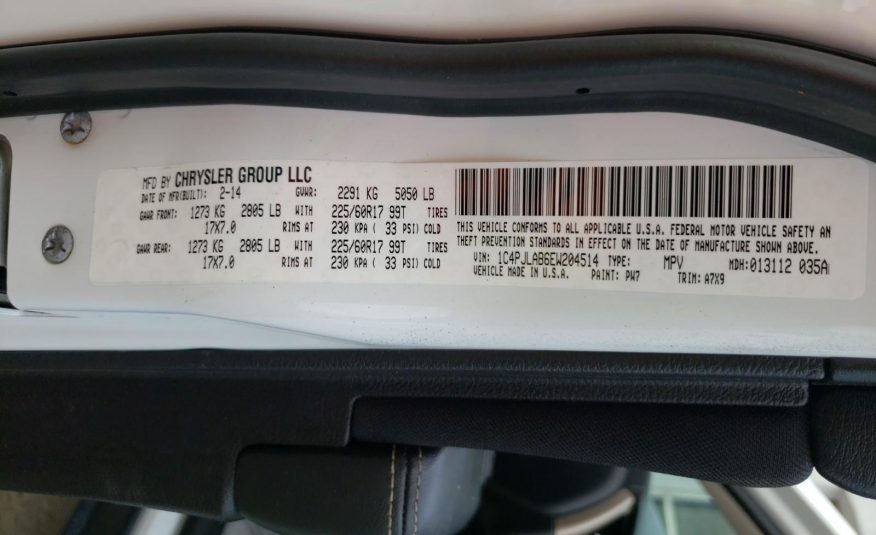 MFD BY CHRYSLER GROUP LLC
DATE OF MFR(BUILT): 2-14 GVWR: 2291 KG 5050 LB
GAWR FRONT: 1273 KG 2805 LB WITH 225/60R17 99T TIRES
17X7.0 RIMS AT 230 KPA ( 33 PSI) COLD
GAWR REAR: 1273 KG 2805 LB WITH 225/60R17 99T TIRES
17X7.0 RIMS AT 230 KPA ( 33 PSI) COLD
THIS VEHICLE CONFORMS TO ALL APPLICABLE U.S.A. FEDERAL MOTOR VEHICLE SAFETY AN
THEFT PREVENTION STANDARDS IN EFFECT ON THE DATE OF MANUFACTURE SHOWN ABOVE.
VIN: 1C4PJLAB6EW204514 TYPE: MPV MDH: 013112 035A
VEHICLE MADE IN U.S.A. PAINT: PW7 TRIM: A7X9